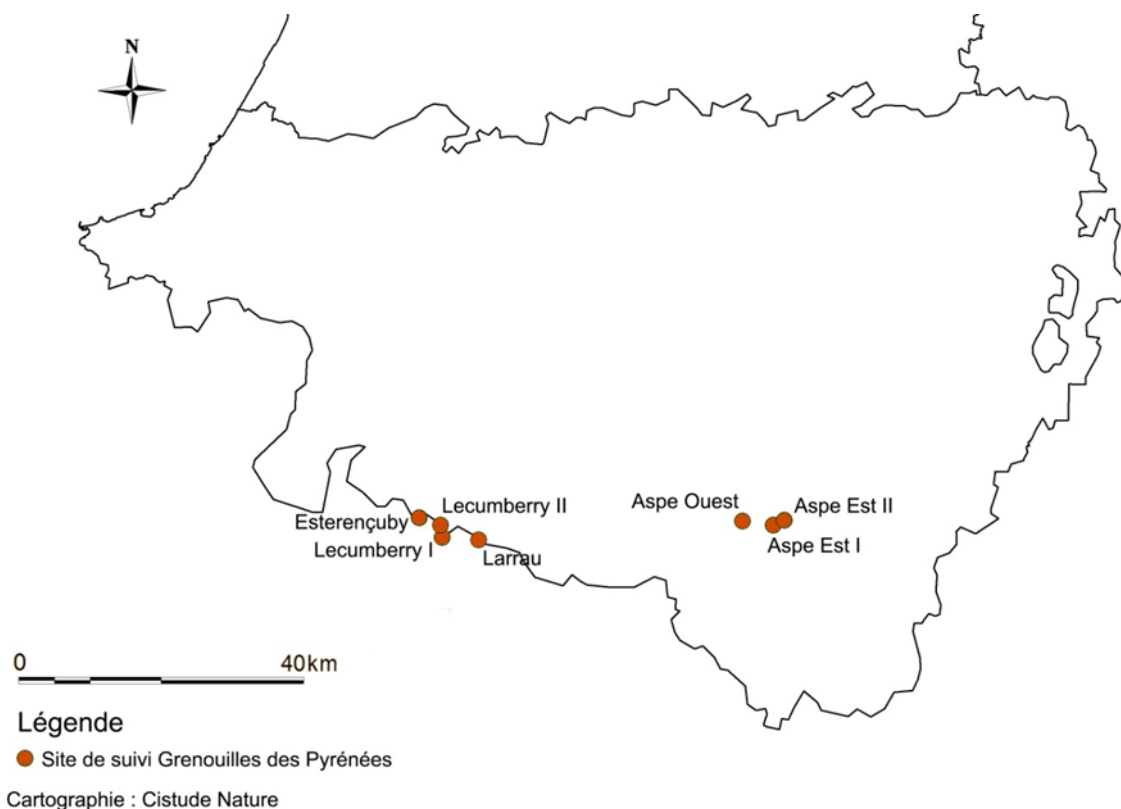 N
Aspe Ouest
Aspe Est II
Lecumberry II
Esterençuby
Aspe Est I
Lecumberry I
Larrau
0 40km
Légende
Site de suivi Grenouilles des Pyrénées
Cartographie : Cistude Nature